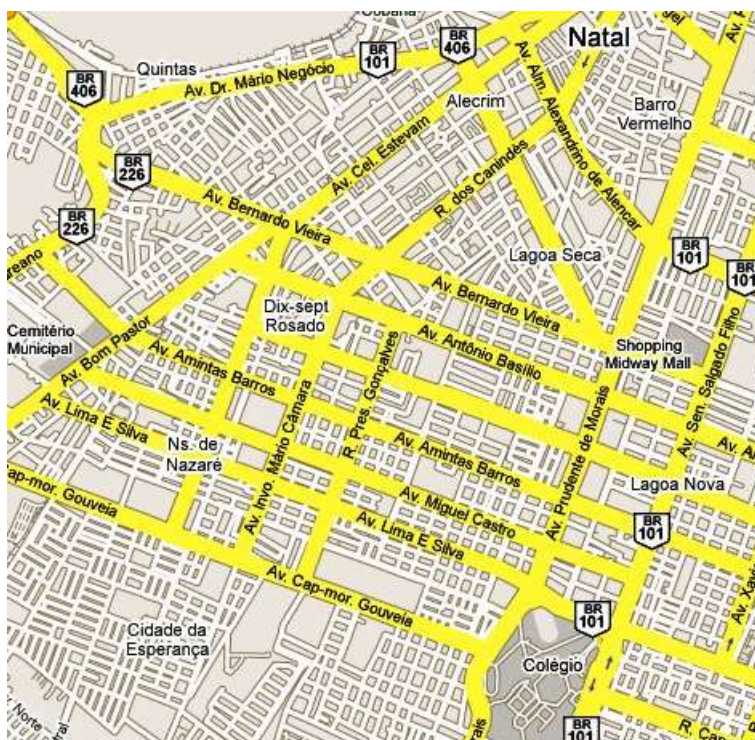 Natal
BR
406
BR
101
BR
406
Quintas
Av. Dr. Mário Negócio
Alecrim
Av. Alm. Alexandrino de Alencar
Barro
Vermelho
BR
226
Av. Cel. Estevam
R. dos Canindés
BR
226
Av. Bernardo Vieira
Lagoa Seca
BR
101
BR
101
Av. Bernardo Vieira
Dix-sept
Rosado
Cemitério
Municipal
Av. Bom Pastor
Av. Antônio Basílio
Shopping
Midway Mall
Av. Sen. Salgado Filho
Av. Amintas Barros
R. Pres. Gonçalves
Av. Invo. Mário Câmara
Av. Prudente de Morais
Av. Lima E Silva
Ns. de
Nazaré
Av. Amintas Barros
Lagoa Nova
Cap-mor. Gouveia
Av. Miguel Castro
Av. Lima E Silva
BR
101
Av. Cap-mor. Gouveia
BR
101
Cidade da
Esperança
Colégio
BR
101